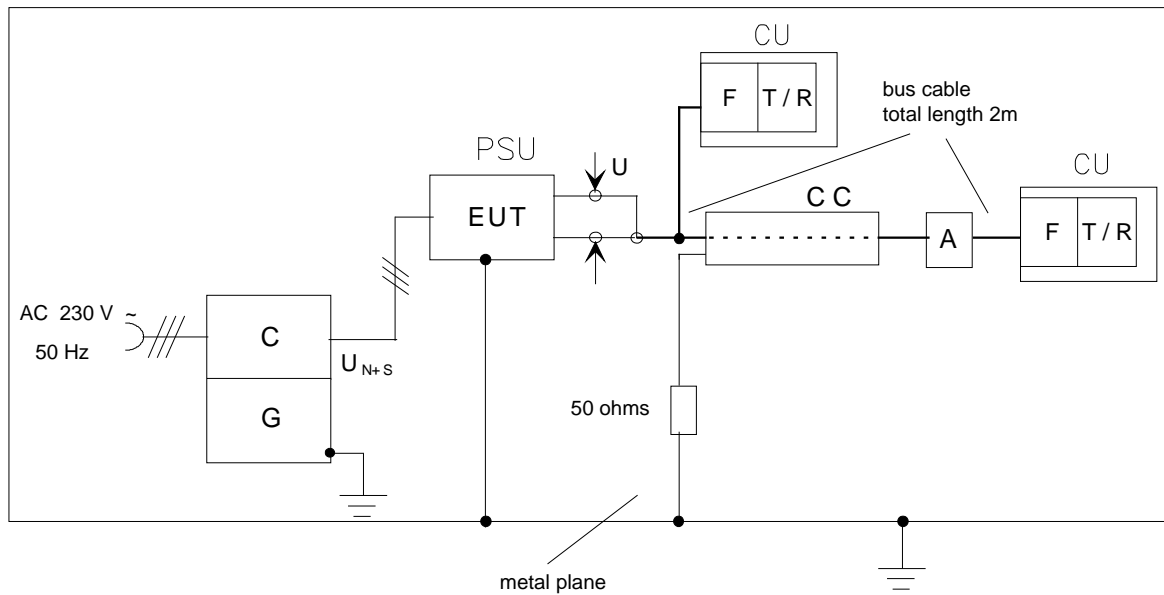 CU
F T / R
bus cable
total length 2m
PSU
U
CU
EUT
C C
A
F T / R
AC 230 V ~
50 Hz
C
U N+S
G
50 ohms
metal plane